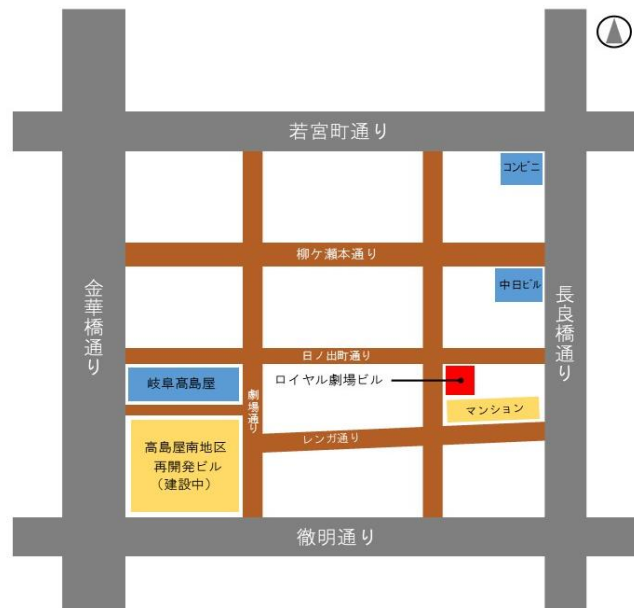 若宮町通り
コンビニ
柳ケ瀬本通り
中日ビル
金華橋通り
長良橋通り
日ノ出町通り
岐阜髙島屋
劇場通り
ロイヤル劇場ビル
マンション
レンガ通り
高島屋南地区
再開発ビル
(建設中)
徹明通り